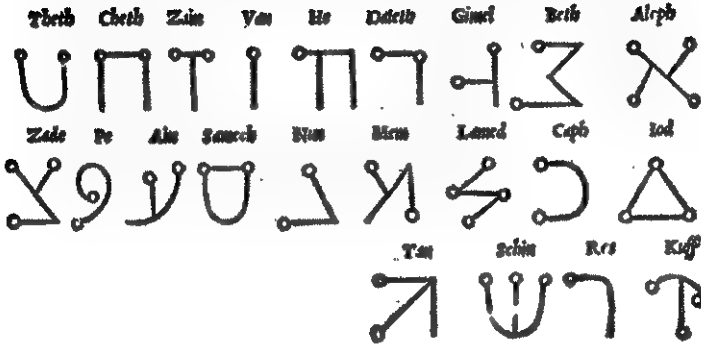 Theth Cheth Zain Vau He Daleth Gimel Beth Aleph
Zade Pe Ain Samech Nun Mem Lamed Caph Iod
Tau Schin Res Kuff